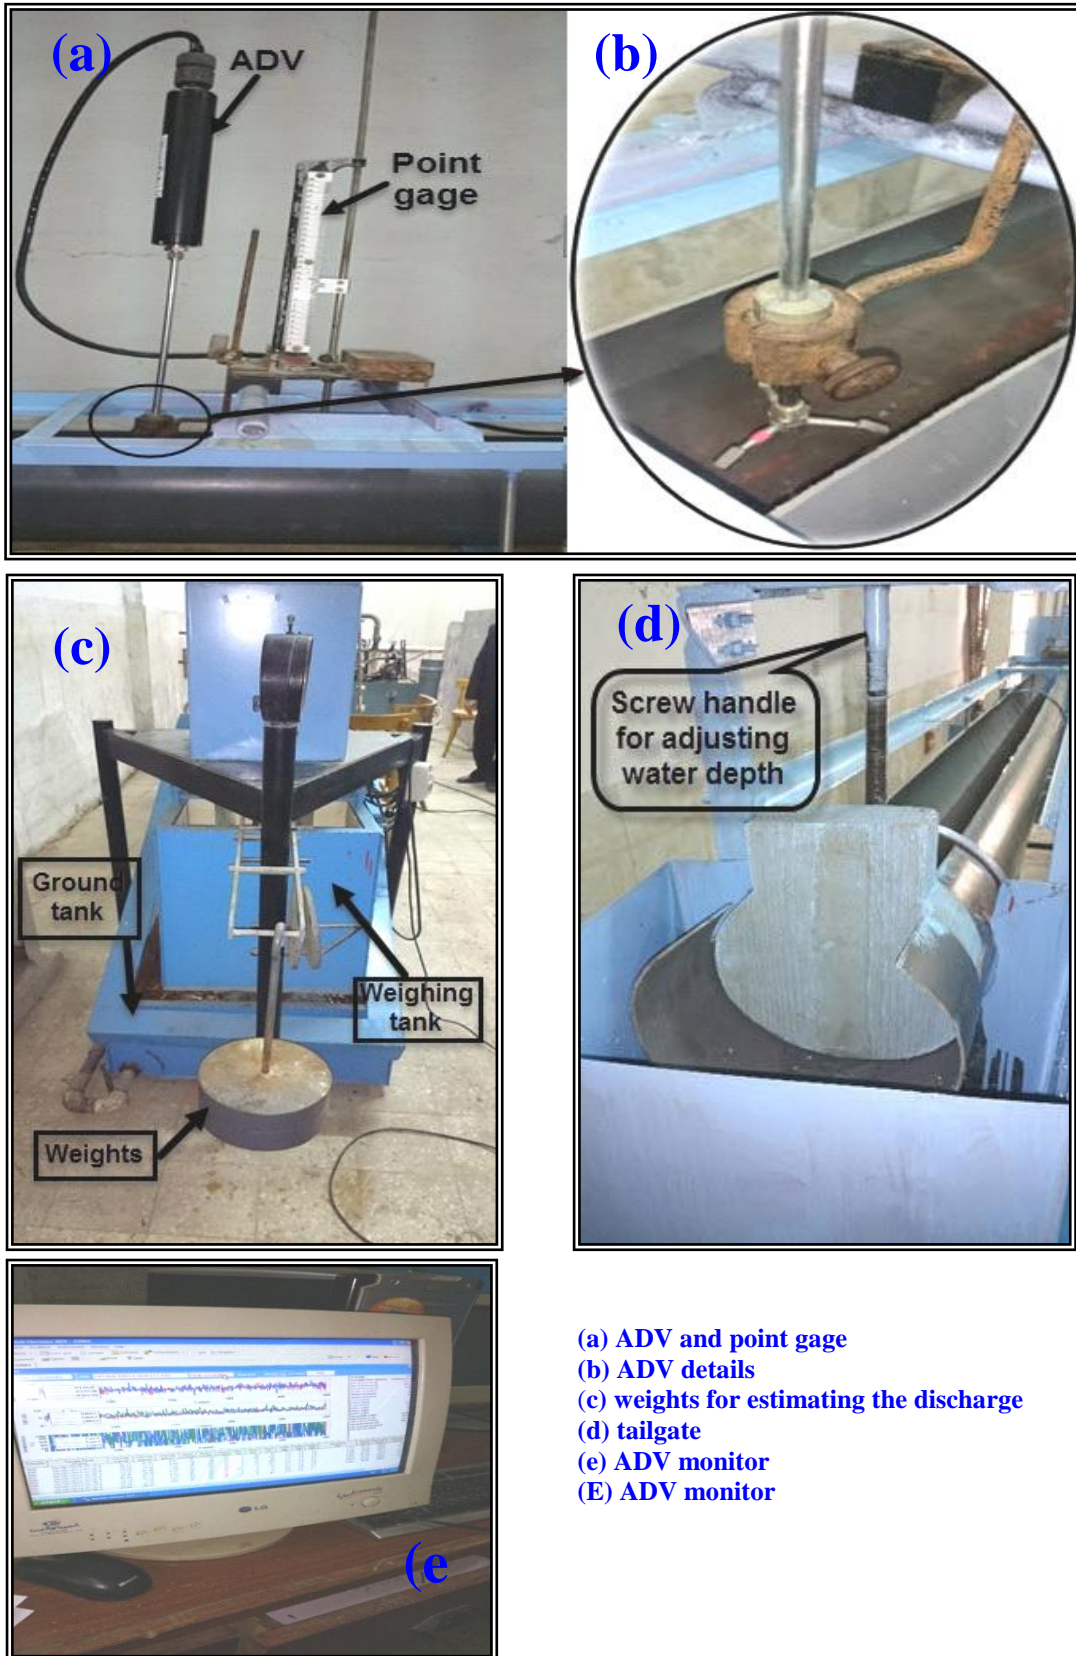 (a)
ADV
Point
gage
(b)
(c)
Ground
tank
Weighing
tank
Weights
(d)
Screw handle
for adjusting
water depth
LG
(e
(a) ADV and point gage
(b) ADV details
(c) weights for estimating the discharge
(d) tailgate
(e) ADV monitor
(E) ADV monitor